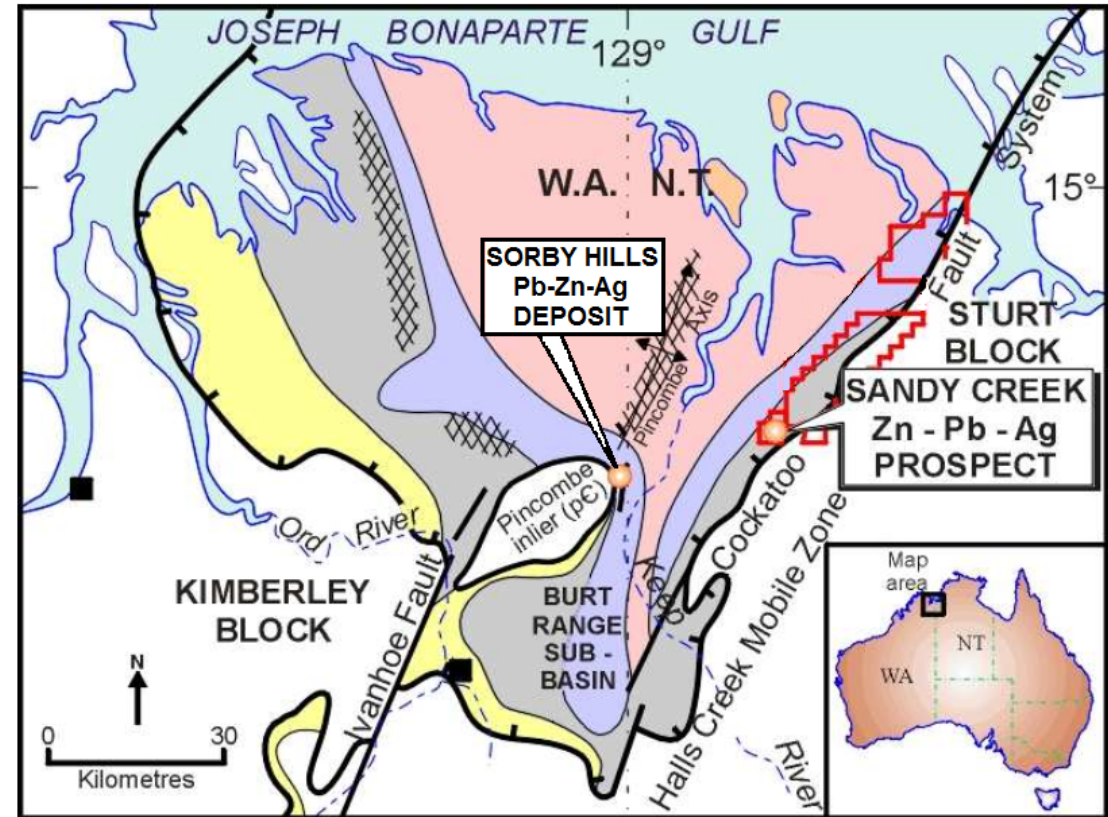 JOSEPH BONAPARTE GULF
129°
System
W.A. N.T.
15°
SORBY HILLS
Pb-Zn-Ag
DEPOSIT
Fault
Axis
Pincombe
STURT
BLOCK
SANDY CREEK
Zn - Pb - Ag
PROSPECT
Pincombe
inlier (pЄ)
Cockatoo
Ord River
Keep
KIMBERLEY
BLOCK
Ivanhoe Fault
BURT
RANGE
SUB -
BASIN
Halls Creek Mobile Zone
River
N
0 30
Kilometres
Map
area
NT
WA